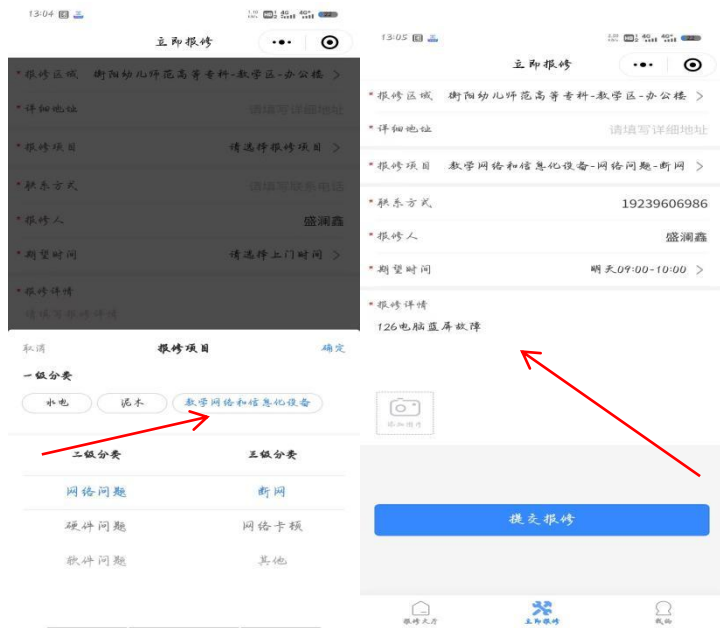 13:04
立即报修
*报修区域 衡阳幼儿师范高等专科-教学区-办公楼 >
*详细地址 请填写详细地址
*报修项目 请选择报修项目 >
*联系方式 请填写联系电话
*报修人 盛澜鑫
*期望时间 请选择上门时间 >
*报修详情
请填写报修详情
取消 报修项目 确定
一级分类
水电 泥木 教学网络和信息化设备
二级分类 三级分类
网络问题 断网
硬件问题 网络卡顿
软件问题 其他
13:05
立即报修
*报修区域 衡阳幼儿师范高等专科-教学区-办公楼 >
*详细地址 请填写详细地址
*报修项目 教学网络和信息化设备-网络问题-断网 >
*联系方式 19239606986
*报修人 盛澜鑫
*期望时间 明天09:00-10:00 >
*报修详情
126电脑蓝屏故障
添加图片
提交报修
报修大厅 立即报修 我的